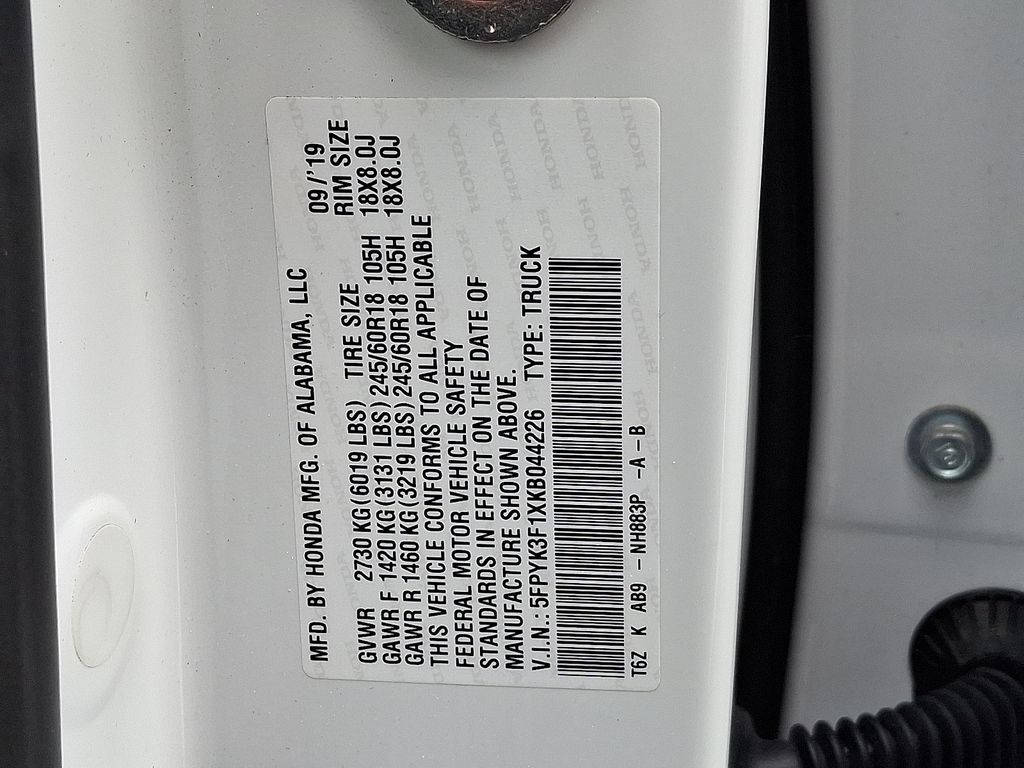 MFD. BY HONDA MFG. OF ALABAMA, LLC 09/'19
GVWR 2730 KG(6019 LBS) TIRE SIZE RIM SIZE
GAWR F 1420 KG(3131 LBS) 245/60R18 105H 18X8.0J
GAWR R 1460 KG(3219 LBS) 245/60R18 105H 18X8.0J
THIS VEHICLE CONFORMS TO ALL APPLICABLE
FEDERAL MOTOR VEHICLE SAFETY
STANDARDS IN EFFECT ON THE DATE OF
MANUFACTURE SHOWN ABOVE.
V.I.N.: 5FPYK3F1XKB044226 TYPE: TRUCK
T6Z K AB9 - NH883P -A -B